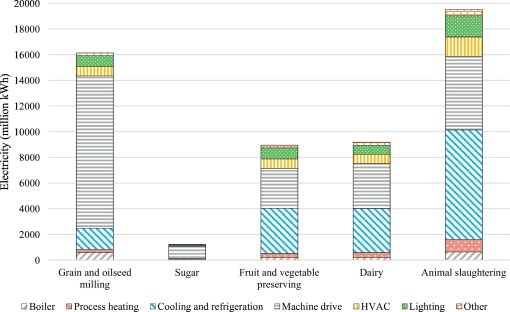 20000
18000
16000
14000
12000
10000
8000
6000
4000
2000
0
Electricity (million kWh)
Grain and oilseed
milling
Sugar
Fruit and vegetable
preserving
Dairy
Animal slaughtering
Boiler Process heating Cooling and refrigeration Machine drive HVAC Lighting Other